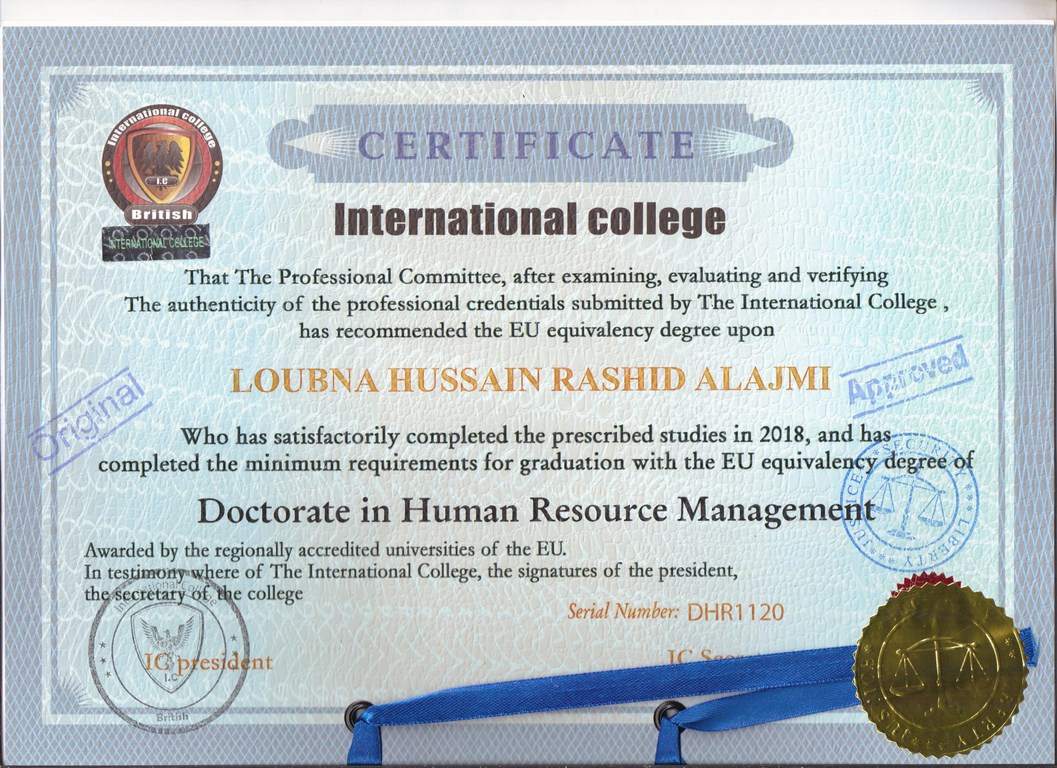 International college
I.C
British
INTERNATIONAL COLLEGE
CERTIFICATE
International college
That The Professional Committee, after examining, evaluating and verifying
The authenticity of the professional credentials submitted by The International College ,
has recommended the EU equivalency degree upon
LOUBNA HUSSAIN RASHID ALAJMI
Original
Approved
Who has satisfactorily completed the prescribed studies in 2018, and has
completed the minimum requirements for graduation with the EU equivalency degree of
Doctorate in Human Resource Management
JUSTICE SECURITY LIBERTY
Awarded by the regionally accredited universities of the EU.
In testimony where of The International College, the signatures of the president,
the secretary of the college
Serial Number: DHR1120
International College
IC president
I.C
British
IC